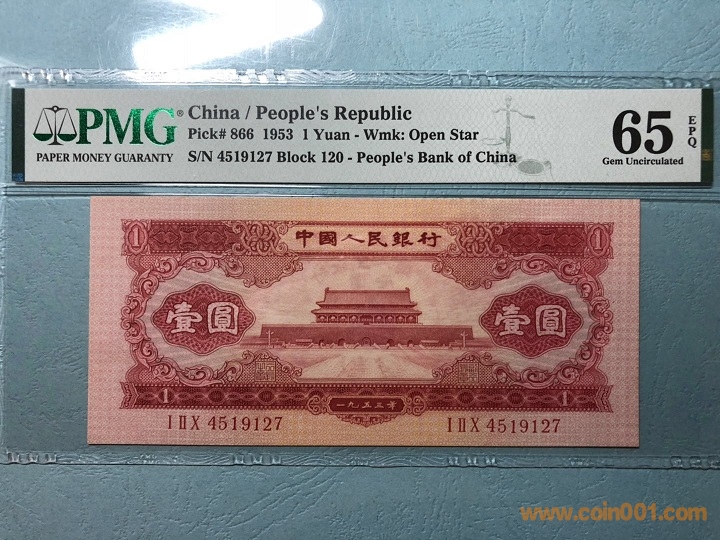 PMG®
PAPER MONEY GUARANTY
China / People's Republic
Pick# 866 1953 1 Yuan - Wmk: Open Star
S/N 4519127 Block 120 - People's Bank of China
65 EPQ
Gem Uncirculated
1 中國人民銀行 1
壹圓 壹圓
1 一九五三年 1
I II X 4519127 I II X 4519127
www.coin001.com